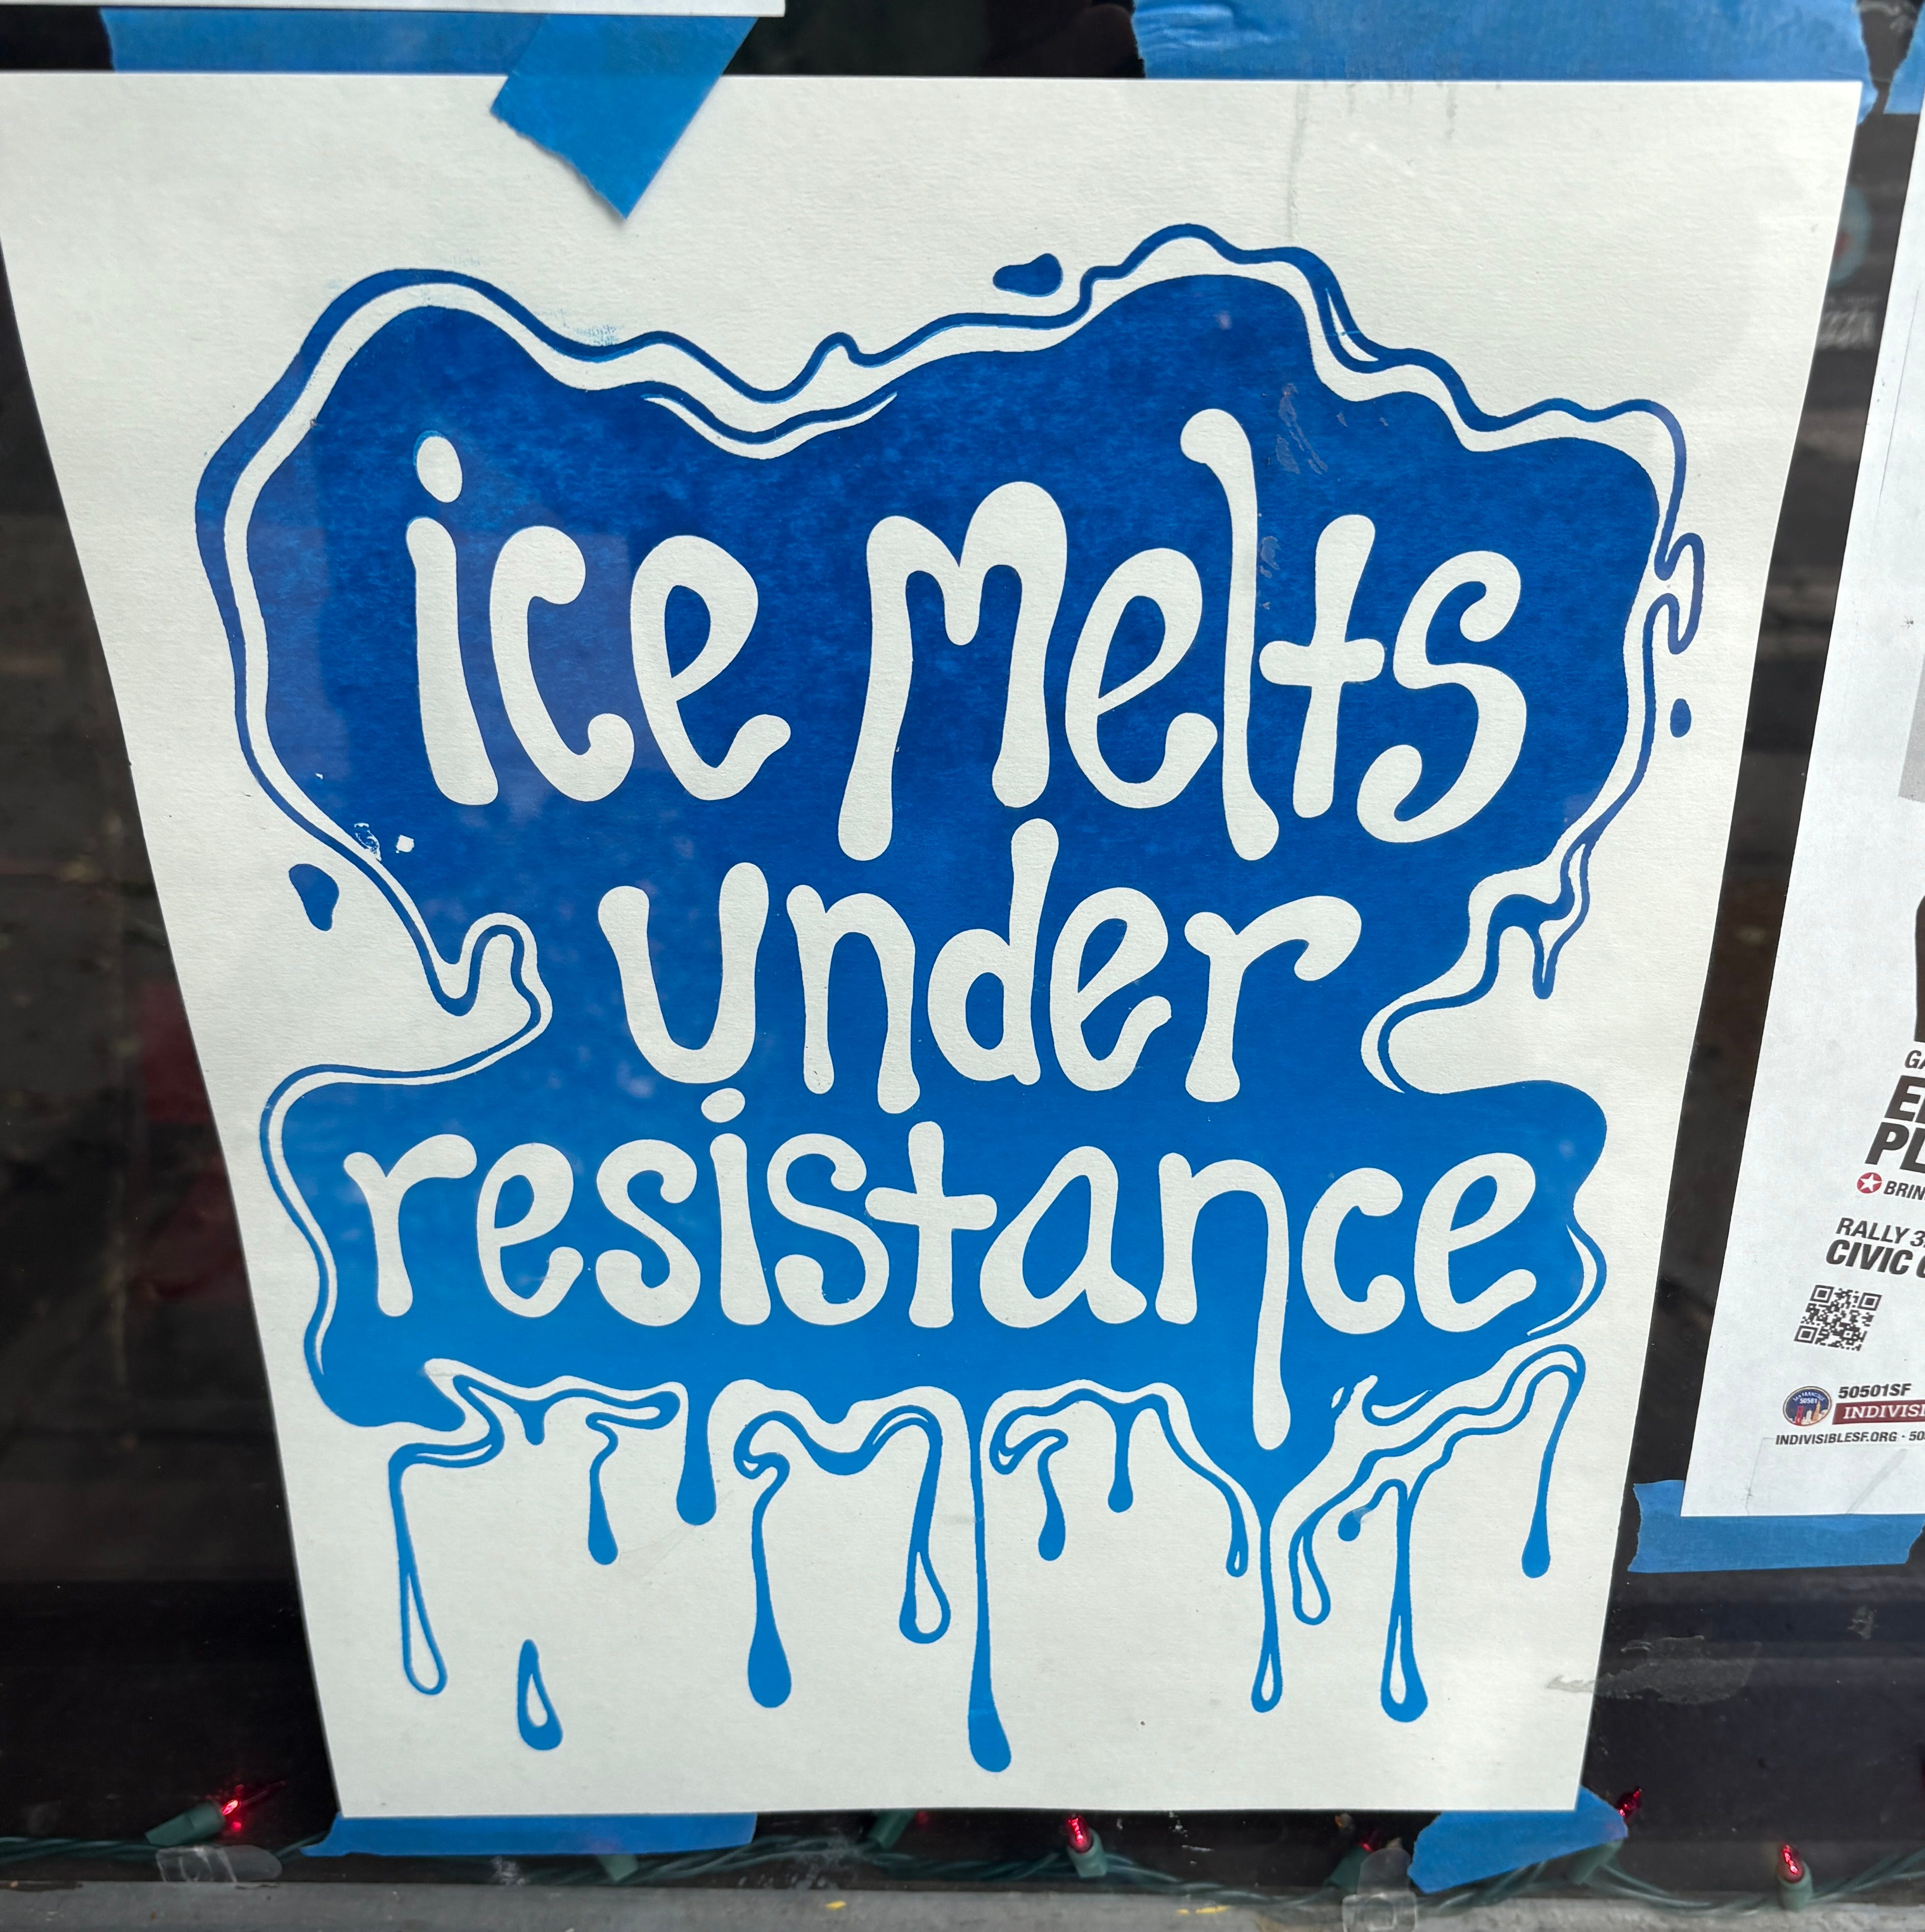 ice melts
under
resistance
RALLY
CIVIC
50501SF
INDIVISIBLESF.ORG